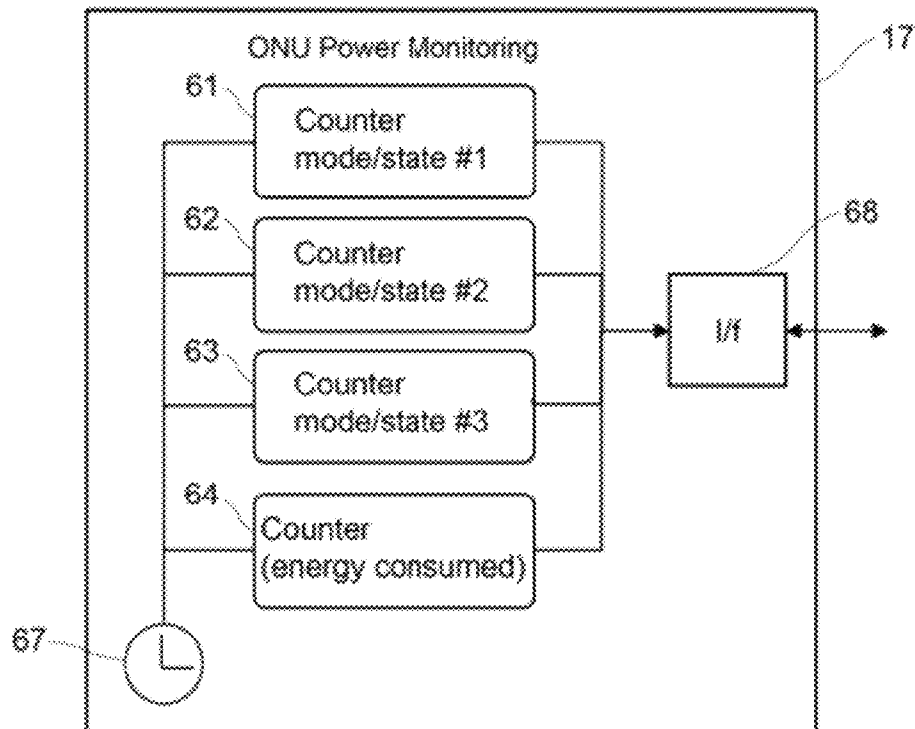 ONU Power Monitoring
17
61
Counter
mode/state #1
62
Counter
mode/state #2
68
I/f
63
Counter
mode/state #3
64
Counter
(energy consumed)
67